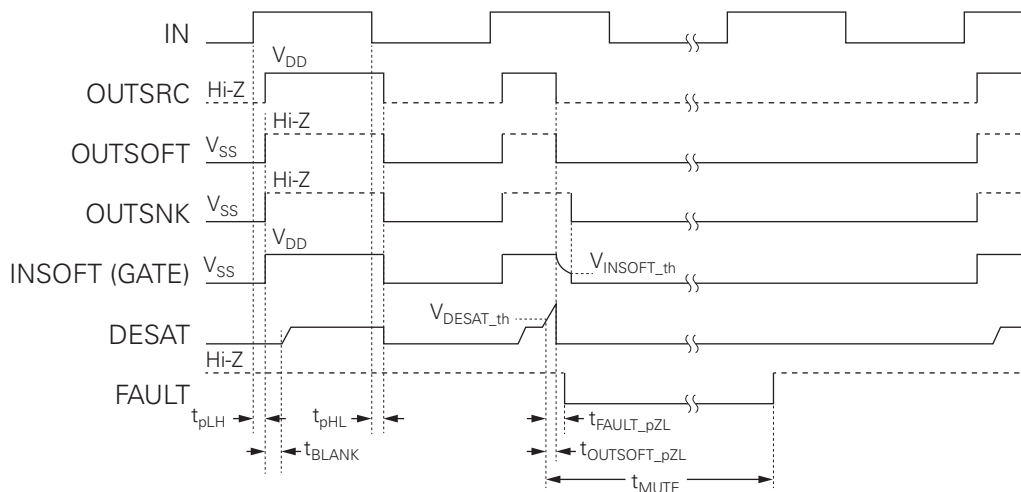 IN
V_DD
Hi-Z
OUTSRC
Hi-Z
V_SS
OUTSOFT
Hi-Z
V_SS
OUTSNK
V_DD
V_SS
V_INSOFT_th
INSOFT (GATE)
V_DESAT_th
DESAT
Hi-Z
FAULT
t_pLH
t_pHL
t_FAULT_pZL
t_BLANK
t_OUTSOFT_pZL
t_MUTE